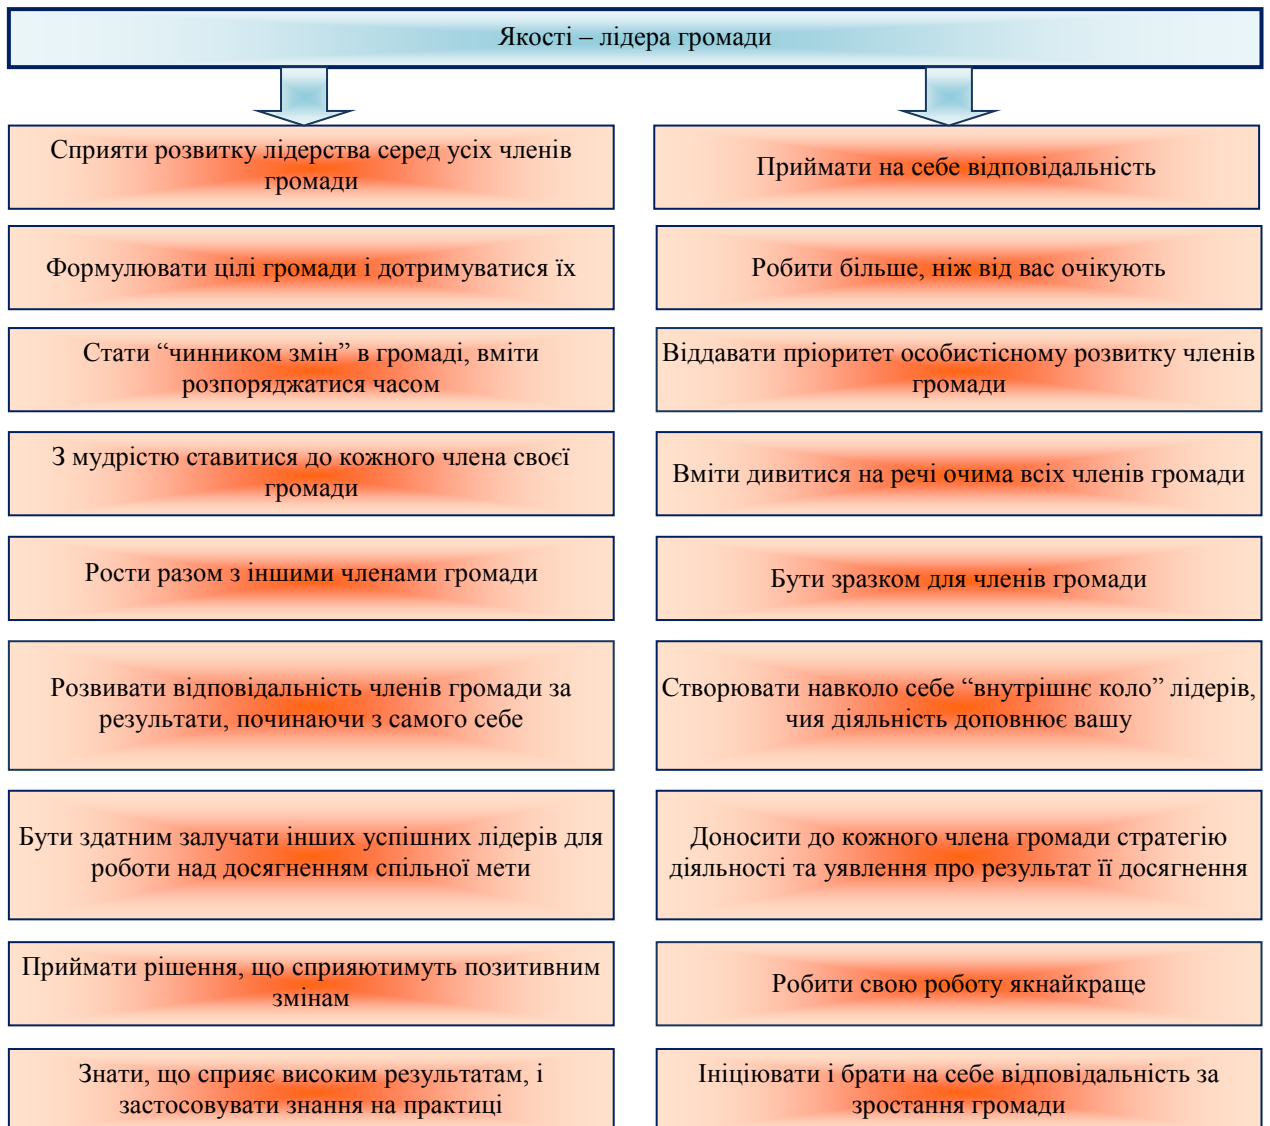 Якості – лідера громади
Сприяти розвитку лідерства серед усіх членів
громади
Приймати на себе відповідальність
Формулювати цілі громади і дотримуватися їх
Робити більше, ніж від вас очікують
Стати “чинником змін” в громаді, вміти
розпоряджатися часом
Віддавати пріоритет особистісному розвитку членів
громади
З мудрістю ставитися до кожного члена своєї
громади
Вміти дивитися на речі очима всіх членів громади
Рости разом з іншими членами громади
Бути зразком для членів громади
Розвивати відповідальність членів громади за
результати, починаючи з самого себе
Створювати навколо себе “внутрішнє коло” лідерів,
чия діяльність доповнює вашу
Бути здатним залучати інших успішних лідерів для
роботи над досягненням спільної мети
Доносити до кожного члена громади стратегію
діяльності та уявлення про результат її досягнення
Приймати рішення, що сприяютимуть позитивним
змінам
Робити свою роботу якнайкраще
Знати, що сприяє високим результатам, і
застосовувати знання на практиці
Ініціювати і брати на себе відповідальність за
зростання громади